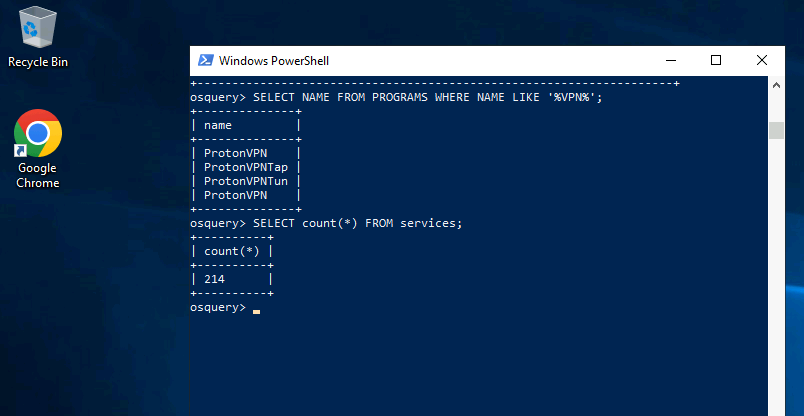 Recycle Bin
Google
Chrome
Windows PowerShell
+--------------------------------------------------------------------+
osquery> SELECT NAME FROM PROGRAMS WHERE NAME LIKE '%VPN%';
+--------------+
| name         |
+--------------+
| ProtonVPN    |
| ProtonVPNTap |
| ProtonVPNTun |
| ProtonVPN    |
+--------------+
osquery> SELECT count(*) FROM services;
+----------+
| count(*) |
+----------+
| 214      |
+----------+
osquery>